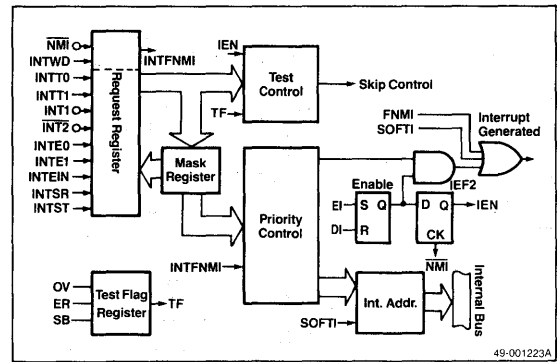 NMI
INTWD
INTT0
INTT1
INT1
INT2
INTE0
INTE1
INTEIN
INTSR
INTST
Request Register
INTFNMI
IEN
Test
Control
Skip Control
TF
Mask
Register
FNMI
SOFTI
Interrupt
Generated
Priority
Control
Enable
EI
S Q
DI
R
IEF2
D Q
CK
IEN
NMI
INTFNMI
OV
ER
SB
Test Flag
Register
TF
Int. Addr.
SOFTI
Internal Bus
49-001223A